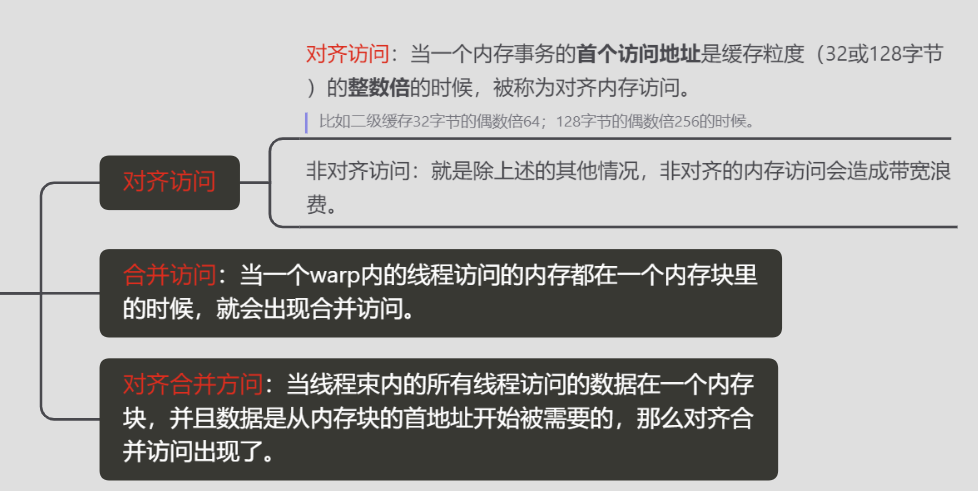 对齐访问：当一个内存事务的首个访问地址是缓存粒度（32或128字节
）的整数倍的时候，被称为对齐内存访问。
比如二级缓存32字节的偶数倍64；128字节的偶数倍256的时候。
对齐访问
非对齐访问：就是除上述的其他情况，非对齐的内存访问会造成带宽浪
费。
合并访问：当一个warp内的线程访问的内存都在一个内存块里
的时候，就会出现合并访问。
对齐合并方问：当线程束内的所有线程访问的数据在一个内存
块，并且数据是从内存块的首地址开始被需要的，那么对齐合
并访问出现了。